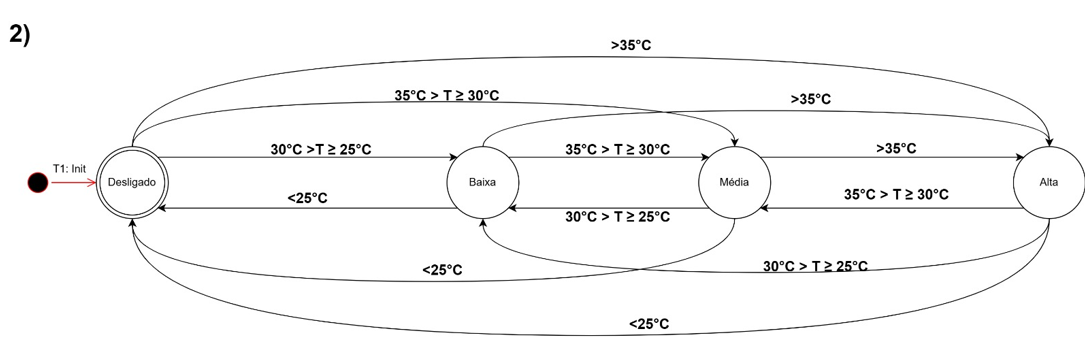 2)
>35°C
35°C > T ≥ 30°C
>35°C
30°C >T ≥ 25°C
35°C > T ≥ 30°C
>35°C
T1: Init
Desligado
Baixa
Média
Alta
<25°C
30°C > T ≥ 25°C
35°C > T ≥ 30°C
<25°C
30°C > T ≥ 25°C
<25°C